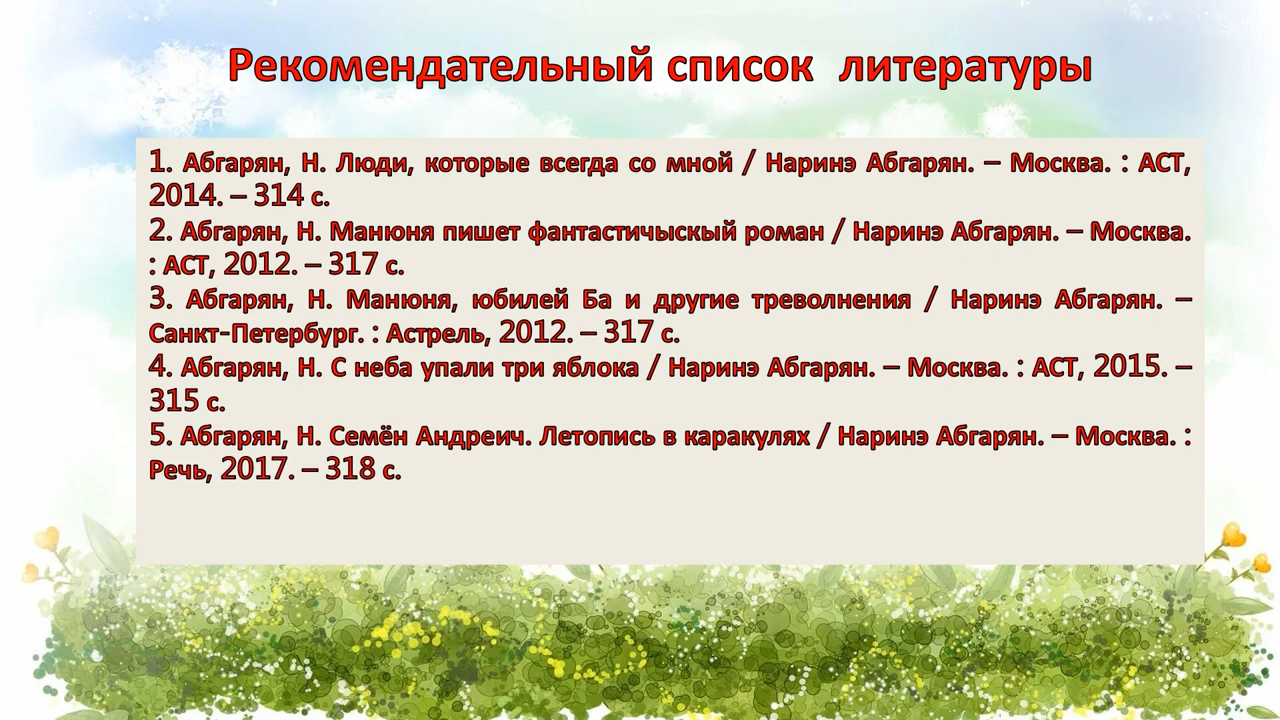 Рекомендательный список литературы
1. Абгарян, Н. Люди, которые всегда со мной / Наринэ Абгарян. – Москва. : АСТ,
2014. – 314 с.
2. Абгарян, Н. Манюня пишет фантастичыскый роман / Наринэ Абгарян. – Москва.
: АСТ, 2012. – 317 с.
3. Абгарян, Н. Манюня, юбилей Ба и другие треволнения / Наринэ Абгарян. –
Санкт-Петербург. : Астрель, 2012. – 317 с.
4. Абгарян, Н. С неба упали три яблока / Наринэ Абгарян. – Москва. : АСТ, 2015. –
315 с.
5. Абгарян, Н. Семён Андреич. Летопись в каракулях / Наринэ Абгарян. – Москва. :
Речь, 2017. – 318 с.